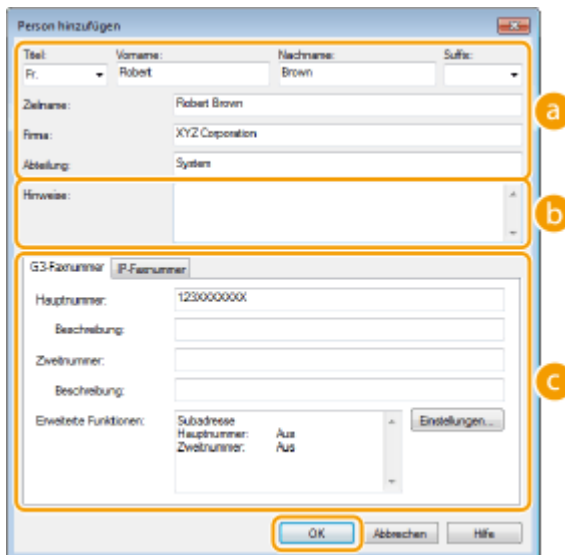 Person hinzufügen
Titel: Vorname: Nachname: Suffix:
Fr. Robert Brown
Zielname: Robert Brown
Firma: XYZ Corporation
Abteilung: System
a
Hinweise:
b
G3-Faxnummer IP-Faxnummer
Hauptnummer: 123XXXXXXX
Beschreibung:
Zweitnummer:
Beschreibung:
c
Erweiterte Funktionen: Subadresse Einstellungen...
Hauptnummer: Aus
Zweitnummer: Aus
OK Abbrechen Hilfe